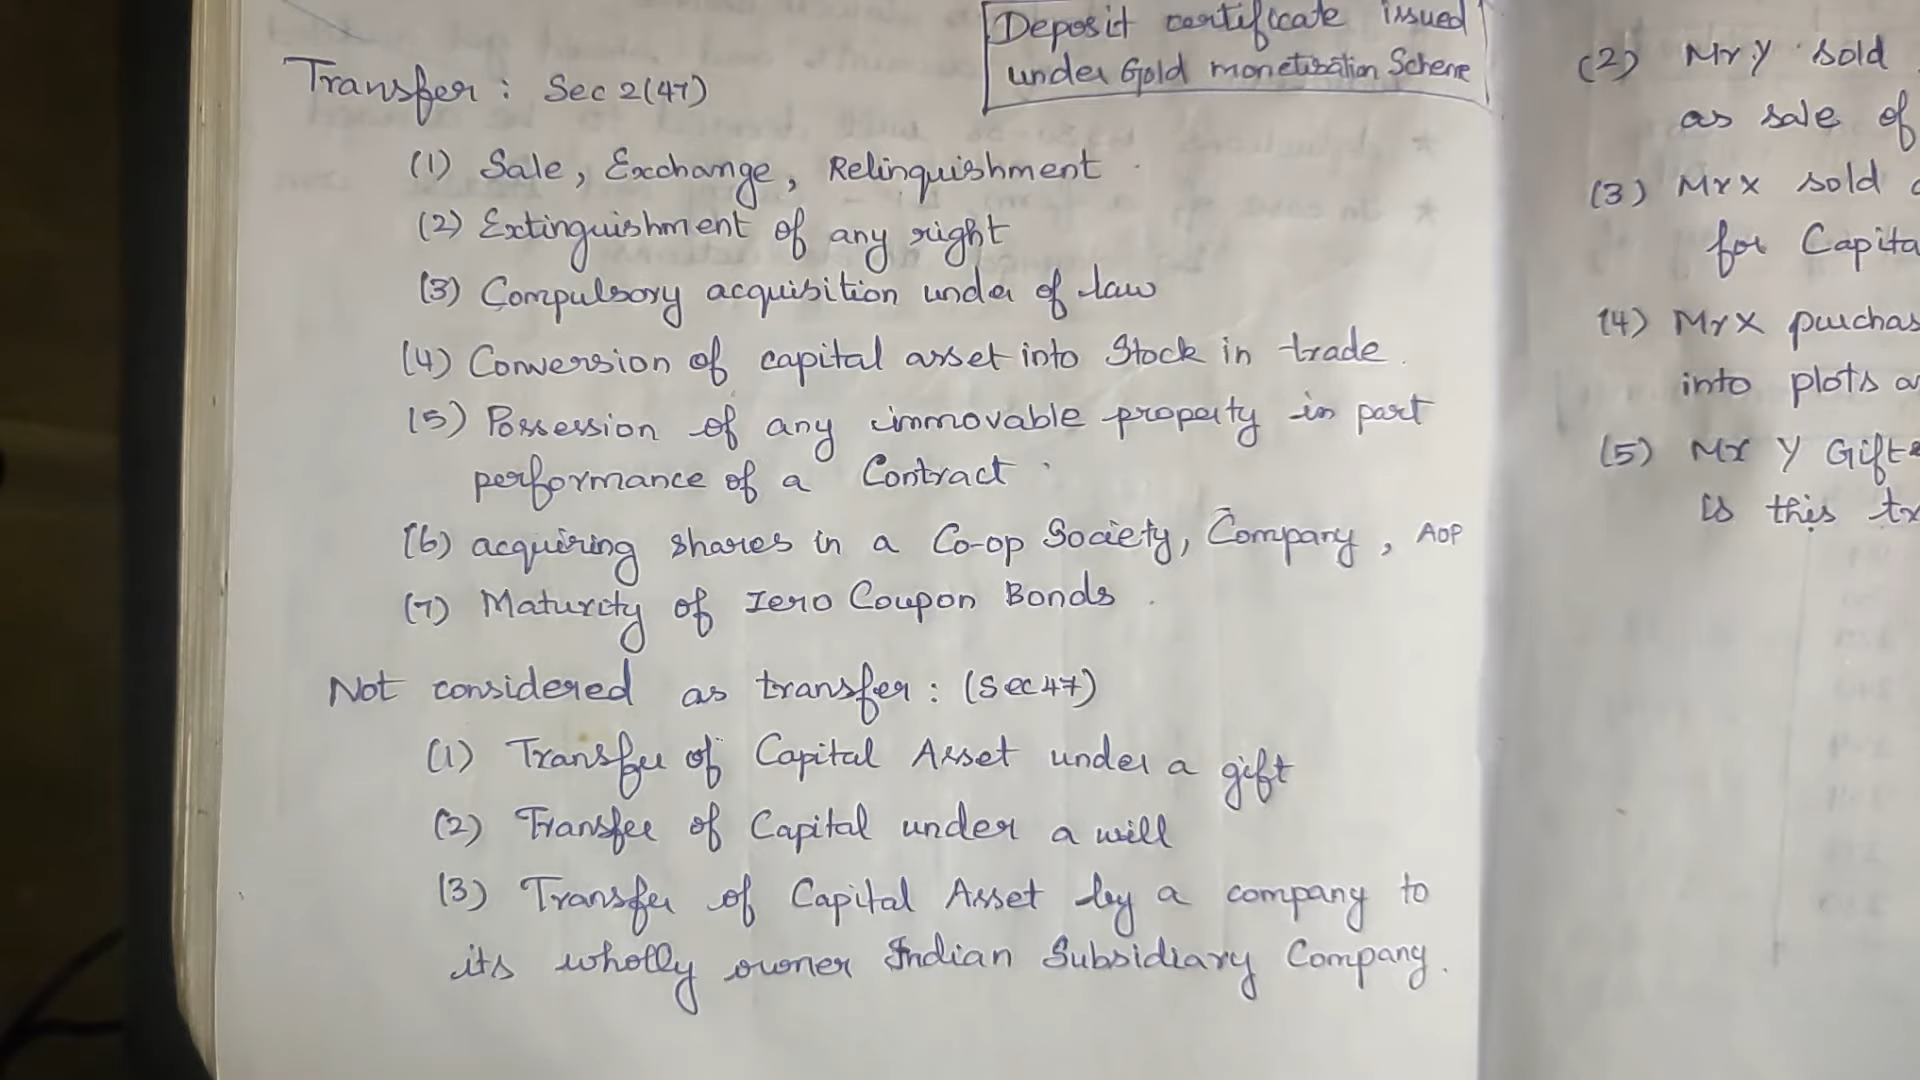 Deposit certificate issued
under Gold monetization Scheme
Transfer : Sec 2(47)
(1) Sale, Exchange, Relinquishment
(2) Extinguishment of any right
(3) Compulsory acquisition under of law
(4) Conversion of capital asset into Stock in trade.
(5) Possession of any immovable property in part
performance of a Contract
(6) acquiring shares in a Co-op Society, Company, AOP
(7) Maturity of Zero Coupon Bonds.
Not considered as transfer : (Sec 47)
(1) Transfer of Capital Asset under a gift
(2) Transfer of Capital under a will
(3) Transfer of Capital Asset by a company to
its wholly owner Indian Subsidiary Company.
(2) Mr Y sold
as sale of
(3) Mr X sold
for Capita
(4) Mr X purchas
into plots
(5) Mr Y Gift
is this